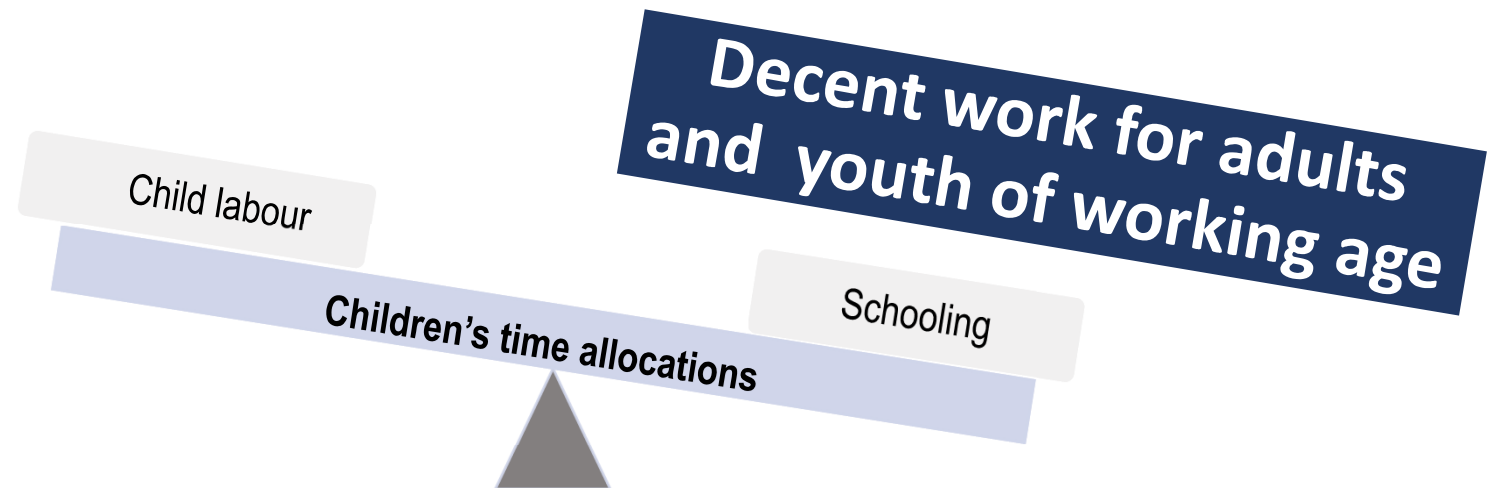 Decent work for adults
and youth of working age
Child labour
Schooling
Children's time allocations